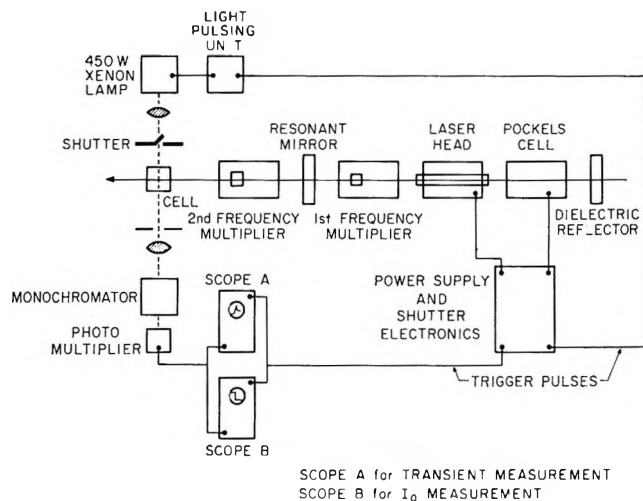 LIGHT
PULSING
UN T
450 W
XENON
LAMP
SHUTTER
RESONANT
MIRROR
LASER
HEAD
POCKELS
CELL
CELL
2nd FREQUENCY
MULTIPLIER
1st FREQUENCY
MULTIPLIER
DIELECTRIC
REF_ECTOR
MONOCHROMATOR
SCOPE A
POWER SUPPLY
AND
SHUTTER
ELECTRONICS
PHOTO
MULTIPLIER
TRIGGER PULSES
SCOPE B
SCOPE A for TRANSIENT MEASUREMENT
SCOPE B for I₀ MEASUREMENT